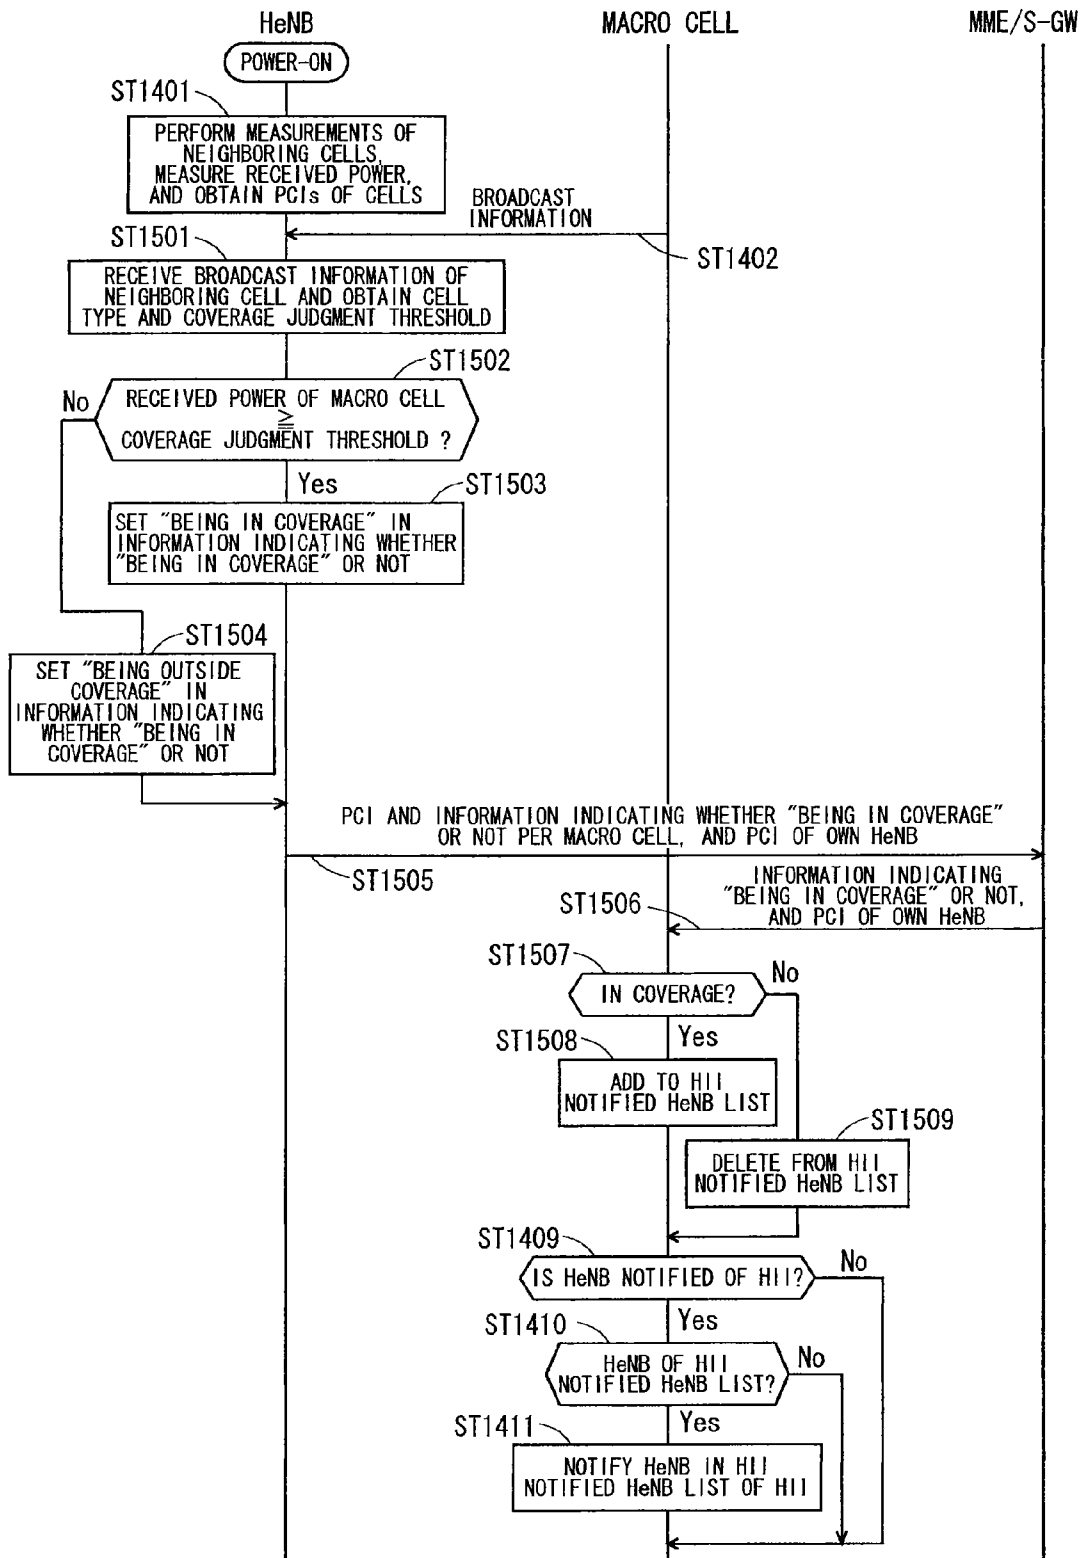 HeNB
MACRO CELL
MME/S-GW
POWER-ON
ST1401
PERFORM MEASUREMENTS OF
NEIGHBORING CELLS,
MEASURE RECEIVED POWER,
AND OBTAIN PCIs OF CELLS
BROADCAST
INFORMATION
ST1402
ST1501
RECEIVE BROADCAST INFORMATION OF
NEIGHBORING CELL AND OBTAIN CELL
TYPE AND COVERAGE JUDGMENT THRESHOLD
ST1502
No
RECEIVED POWER OF MACRO CELL
≧
COVERAGE JUDGMENT THRESHOLD ?
Yes
ST1503
SET "BEING IN COVERAGE" IN
INFORMATION INDICATING WHETHER
"BEING IN COVERAGE" OR NOT
ST1504
SET "BEING OUTSIDE
COVERAGE" IN
INFORMATION INDICATING
WHETHER "BEING IN
COVERAGE" OR NOT
PCI AND INFORMATION INDICATING WHETHER "BEING IN COVERAGE"
OR NOT PER MACRO CELL, AND PCI OF OWN HeNB
ST1505
INFORMATION INDICATING
"BEING IN COVERAGE" OR NOT,
AND PCI OF OWN HeNB
ST1506
ST1507
IN COVERAGE?
No
Yes
ST1508
ADD TO HII
NOTIFIED HeNB LIST
ST1509
DELETE FROM HII
NOTIFIED HeNB LIST
ST1409
IS HeNB NOTIFIED OF HII?
No
Yes
ST1410
HeNB OF HII
NOTIFIED HeNB LIST?
No
Yes
ST1411
NOTIFY HeNB IN HII
NOTIFIED HeNB LIST OF HII